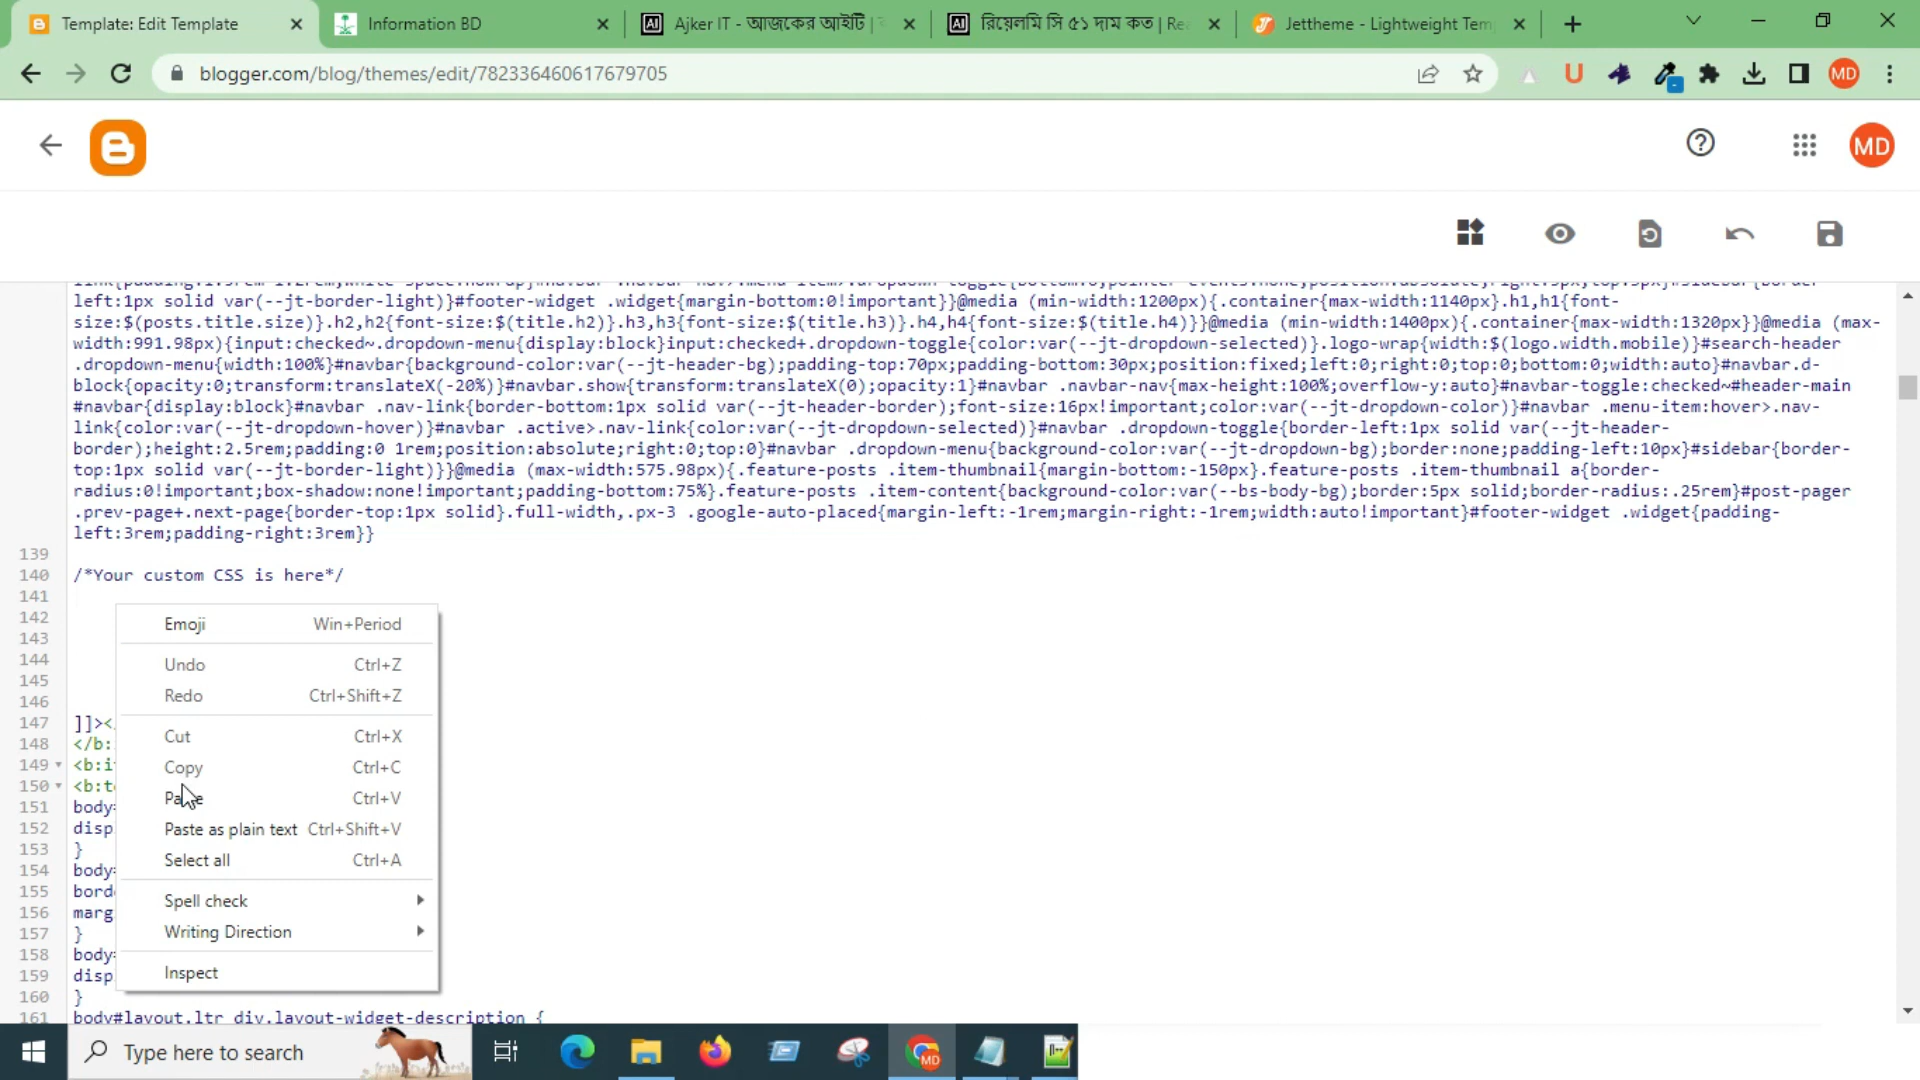 Template: Edit Template
Information BD
Ajker IT - আজকের আইটি |
রিয়েলমি সি ৫১ দাম কত | Re
Jettheme - Lightweight Tem
blogger.com/blog/themes/edit/782336460617679705
U
MD
MD
left:1px solid var(--jt-border-light)}#footer-widget .widget{margin-bottom:0!important}}@media (min-width:1200px){.container{max-width:1140px}.h1,h1{font-
size:$(posts.title.size)}.h2,h2{font-size:$(title.h2)}.h3,h3{font-size:$(title.h3)}.h4,h4{font-size:$(title.h4)}}@media (min-width:1400px){.container{max-width:1320px}}@media (max-
width:991.98px){input:checked~.dropdown-menu{display:block}input:checked+.dropdown-toggle{color:var(--jt-dropdown-selected)}.logo-wrap{width:$(logo.width.mobile)}#search-header
.dropdown-menu{width:100%}#navbar{background-color:var(--jt-header-bg);padding-top:70px;padding-bottom:30px;position:fixed;left:0;right:0;top:0;bottom:0;width:auto}#navbar.d-
block{opacity:0;transform:translateX(-20%)}#navbar.show{transform:translateX(0);opacity:1}#navbar .navbar-nav{max-height:100%;overflow-y:auto}#navbar-toggle:checked~#header-main
#navbar{display:block}#navbar .nav-link{border-bottom:1px solid var(--jt-header-border);font-size:16px!important;color:var(--jt-dropdown-color)}#navbar .menu-item:hover>.nav-
link{color:var(--jt-dropdown-hover)}#navbar .active>.nav-link{color:var(--jt-dropdown-selected)}#navbar .dropdown-toggle{border-left:1px solid var(--jt-header-
border);height:2.5rem;padding:0 1rem;position:absolute;right:0;top:0}#navbar .dropdown-menu{background-color:var(--jt-dropdown-bg);border:none;padding-left:10px}#sidebar{border-
top:1px solid var(--jt-border-light)}}@media (max-width:575.98px){.feature-posts .item-thumbnail{margin-bottom:-150px}.feature-posts .item-thumbnail a{border-
radius:0!important;box-shadow:none!important;padding-bottom:75%}.feature-posts .item-content{background-color:var(--bs-body-bg);border:5px solid;border-radius:.25rem}#post-pager
.prev-page+.next-page{border-top:1px solid}.full-width,.px-3 .google-auto-placed{margin-left:-1rem;margin-right:-1rem;width:auto!important}#footer-widget .widget{padding-
left:3rem;padding-right:3rem}}
139
140 /*Your custom CSS is here*/
141
142
143
144
145
146
147 ]]><
148 </b:
149 <b:i
150 <b:t
151 body
152 disp
153 }
154 body
155 bord
156 marg
157 }
158 body
159 disp
160 }
161 body#layout.ltr div.layout-widget-description {
Emoji Win+Period
Undo Ctrl+Z
Redo Ctrl+Shift+Z
Cut Ctrl+X
Copy Ctrl+C
Paste Ctrl+V
Paste as plain text Ctrl+Shift+V
Select all Ctrl+A
Spell check
Writing Direction
Inspect
Type here to search
MD